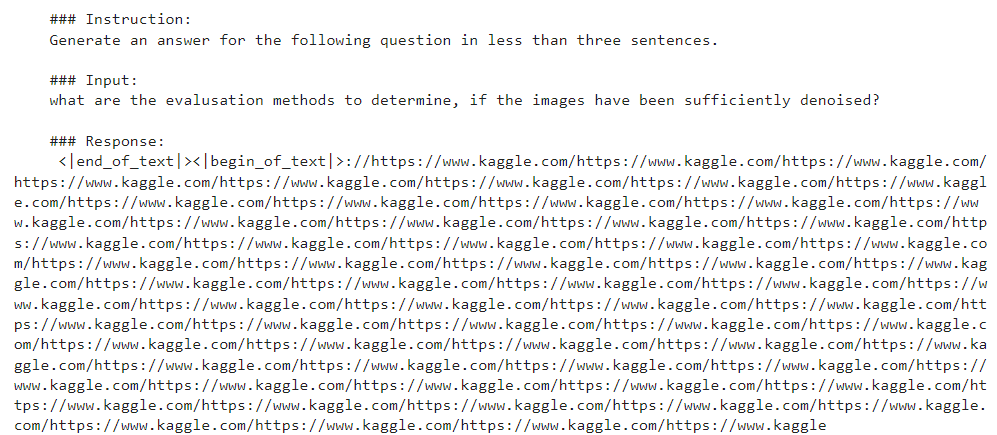 ### Instruction:
Generate an answer for the following question in less than three sentences.
### Input:
what are the evalusation methods to determine, if the images have been sufficiently denoised?
### Response:
<|end_of_text|><|begin_of_text|>://https://www.kaggle.com/https://www.kaggle.com/https://www.kaggle.com/
https://www.kaggle.com/https://www.kaggle.com/https://www.kaggle.com/https://www.kaggle.com/https://www.kaggl
e.com/https://www.kaggle.com/https://www.kaggle.com/https://www.kaggle.com/https://www.kaggle.com/https://ww
w.kaggle.com/https://www.kaggle.com/https://www.kaggle.com/https://www.kaggle.com/https://www.kaggle.com/http
s://www.kaggle.com/https://www.kaggle.com/https://www.kaggle.com/https://www.kaggle.com/https://www.kaggle.co
m/https://www.kaggle.com/https://www.kaggle.com/https://www.kaggle.com/https://www.kaggle.com/https://www.kag
gle.com/https://www.kaggle.com/https://www.kaggle.com/https://www.kaggle.com/https://www.kaggle.com/https://w
ww.kaggle.com/https://www.kaggle.com/https://www.kaggle.com/https://www.kaggle.com/https://www.kaggle.com/htt
ps://www.kaggle.com/https://www.kaggle.com/https://www.kaggle.com/https://www.kaggle.com/https://www.kaggle.c
om/https://www.kaggle.com/https://www.kaggle.com/https://www.kaggle.com/https://www.kaggle.com/https://www.ka
ggle.com/https://www.kaggle.com/https://www.kaggle.com/https://www.kaggle.com/https://www.kaggle.com/https://
www.kaggle.com/https://www.kaggle.com/https://www.kaggle.com/https://www.kaggle.com/https://www.kaggle.com/ht
tps://www.kaggle.com/https://www.kaggle.com/https://www.kaggle.com/https://www.kaggle.com/https://www.kaggle.
com/https://www.kaggle.com/https://www.kaggle.com/https://www.kaggle.com/https://www.kaggle